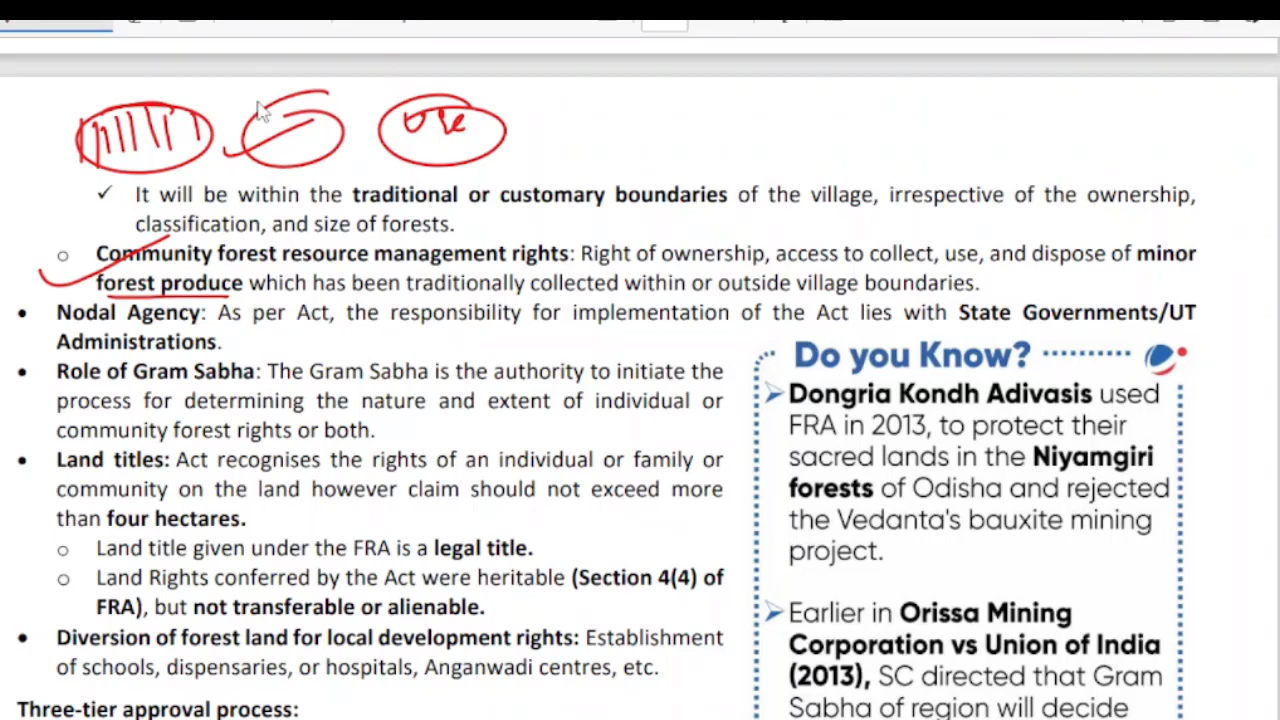 use
✓ It will be within the traditional or customary boundaries of the village, irrespective of the ownership,
classification, and size of forests.
o Community forest resource management rights: Right of ownership, access to collect, use, and dispose of minor
forest produce which has been traditionally collected within or outside village boundaries.
• Nodal Agency: As per Act, the responsibility for implementation of the Act lies with State Governments/UT
Administrations.
• Role of Gram Sabha: The Gram Sabha is the authority to initiate the
process for determining the nature and extent of individual or
community forest rights or both.
• Land titles: Act recognises the rights of an individual or family or
community on the land however claim should not exceed more
than four hectares.
o Land title given under the FRA is a legal title.
o Land Rights conferred by the Act were heritable (Section 4(4) of
FRA), but not transferable or alienable.
• Diversion of forest land for local development rights: Establishment
of schools, dispensaries, or hospitals, Anganwadi centres, etc.
Three-tier approval process:
Do you Know?
➢ Dongria Kondh Adivasis used
FRA in 2013, to protect their
sacred lands in the Niyamgiri
forests of Odisha and rejected
the Vedanta's bauxite mining
project.
➢ Earlier in Orissa Mining
Corporation vs Union of India
(2013), SC directed that Gram
Sabha of region will decide